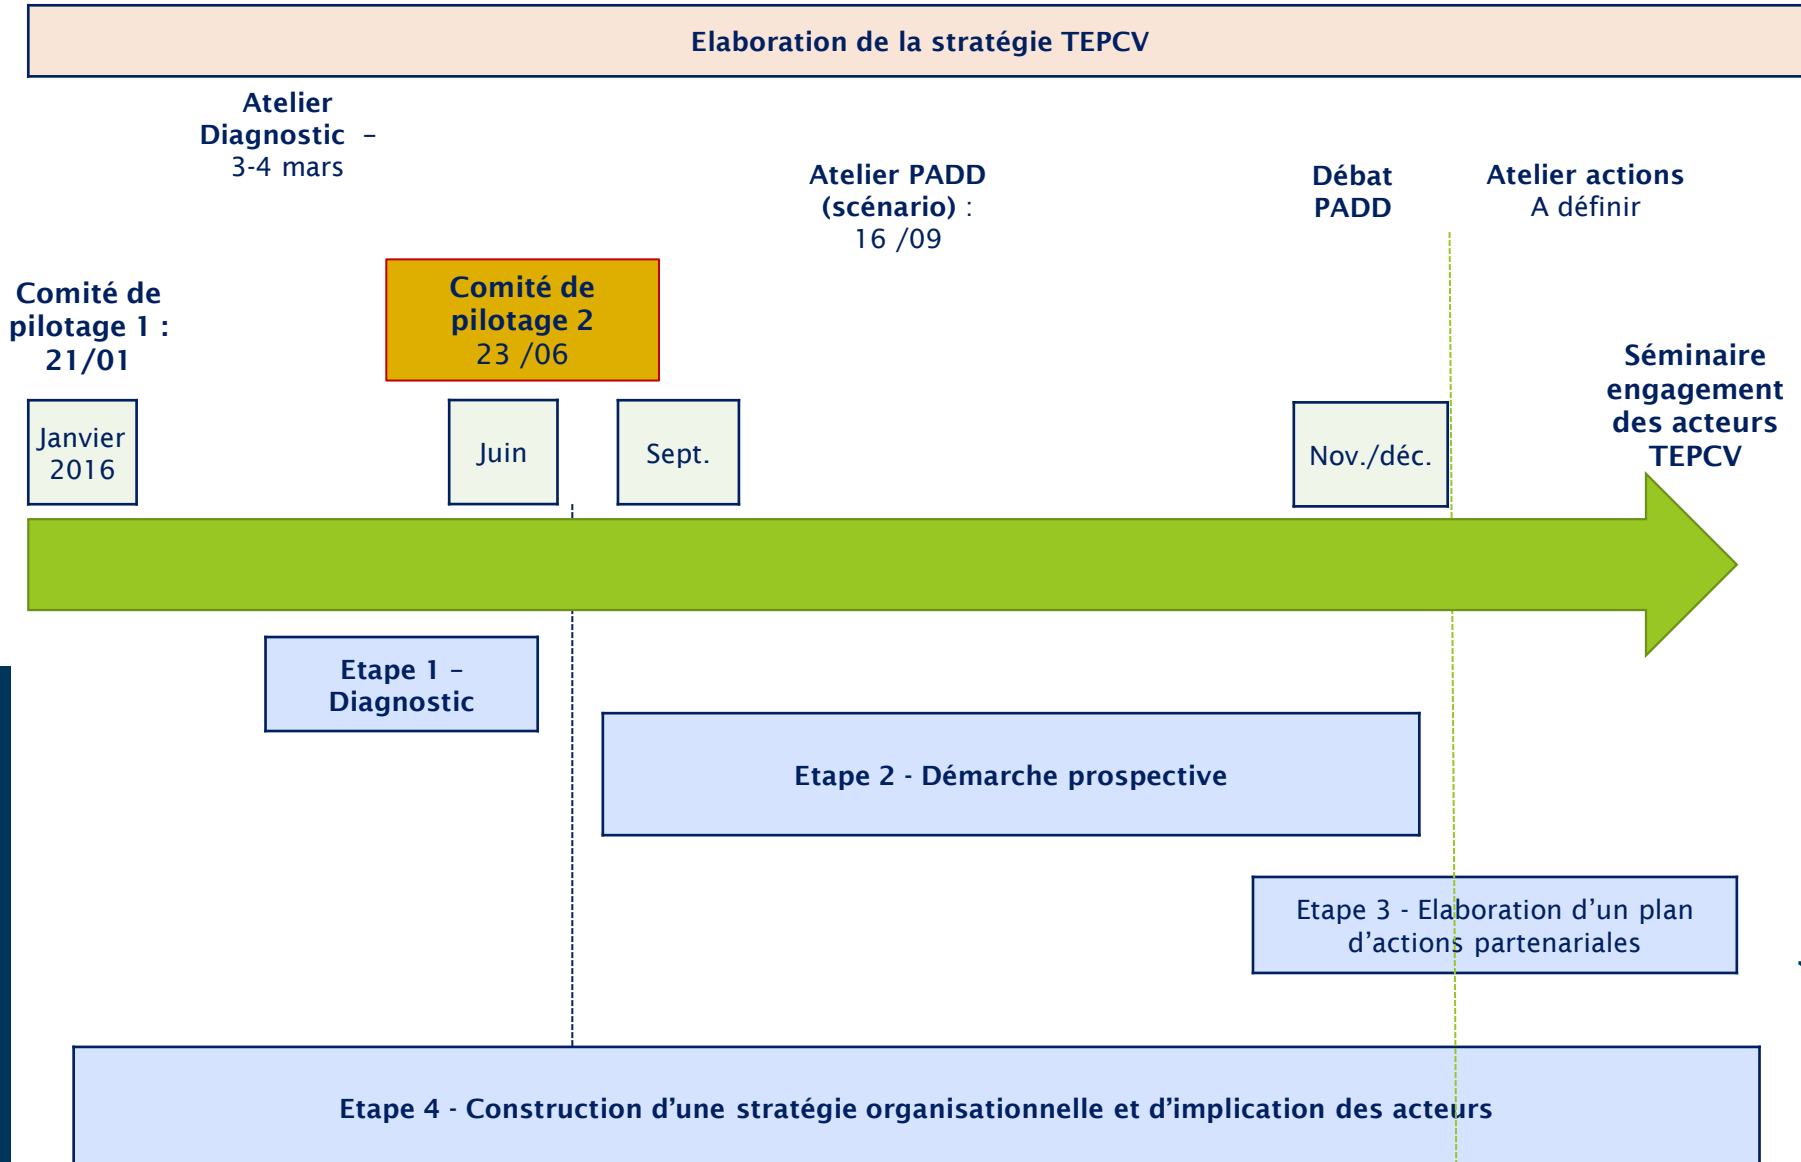 Elaboration de la stratégie TEPCV
Atelier
Diagnostic –
3-4 mars
Atelier PADD
(scénario) :
16 /09
Débat
PADD
Atelier actions
A définir
Comité de
pilotage 1 :
21/01
Comité de
pilotage 2
23 /06
Séminaire
engagement
des acteurs
TEPCV
Janvier
2016
Juin
Sept.
Nov./déc.
Etape 1 –
Diagnostic
Etape 2 - Démarche prospective
Etape 3 - Elaboration d’un plan
d’actions partenariales
Etape 4 - Construction d’une stratégie organisationnelle et d’implication des acteurs